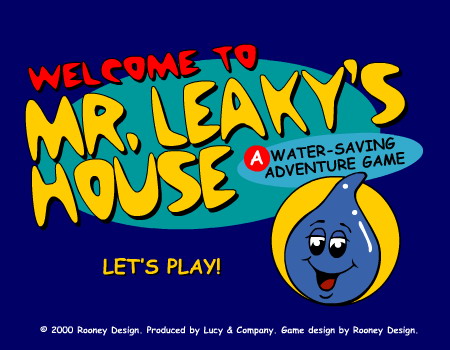 WELCOME TO
MR. LEAKY'S
HOUSE
A WATER-SAVING
ADVENTURE GAME
LET'S PLAY!
© 2000 Rooney Design. Produced by Lucy & Company. Game design by Rooney Design.